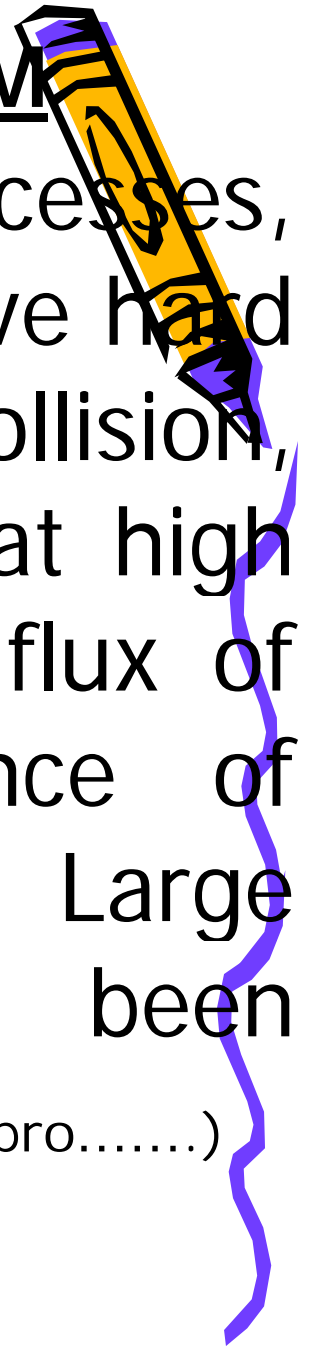 M
cesses,
ve hard
ollision,
at high
flux of
nce of
Large
been
pro.......)